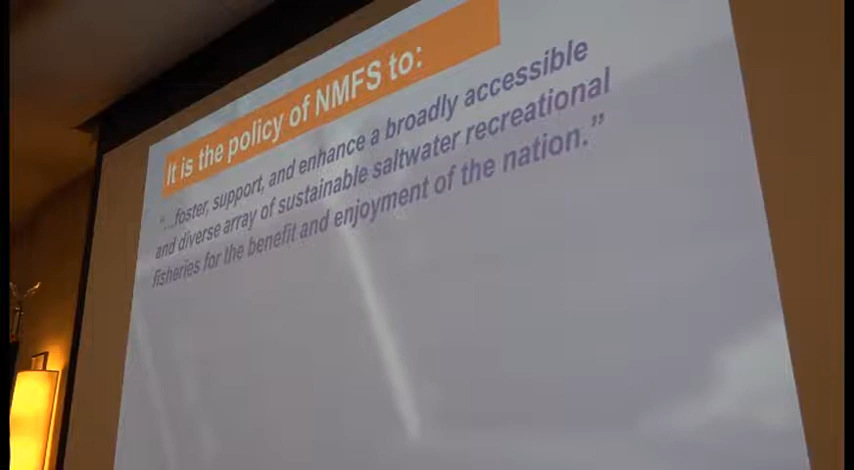 It is the policy of NMFS to:
"...foster, support, and enhance a broadly accessible
and diverse array of sustainable saltwater recreational
fisheries for the benefit and enjoyment of the nation."